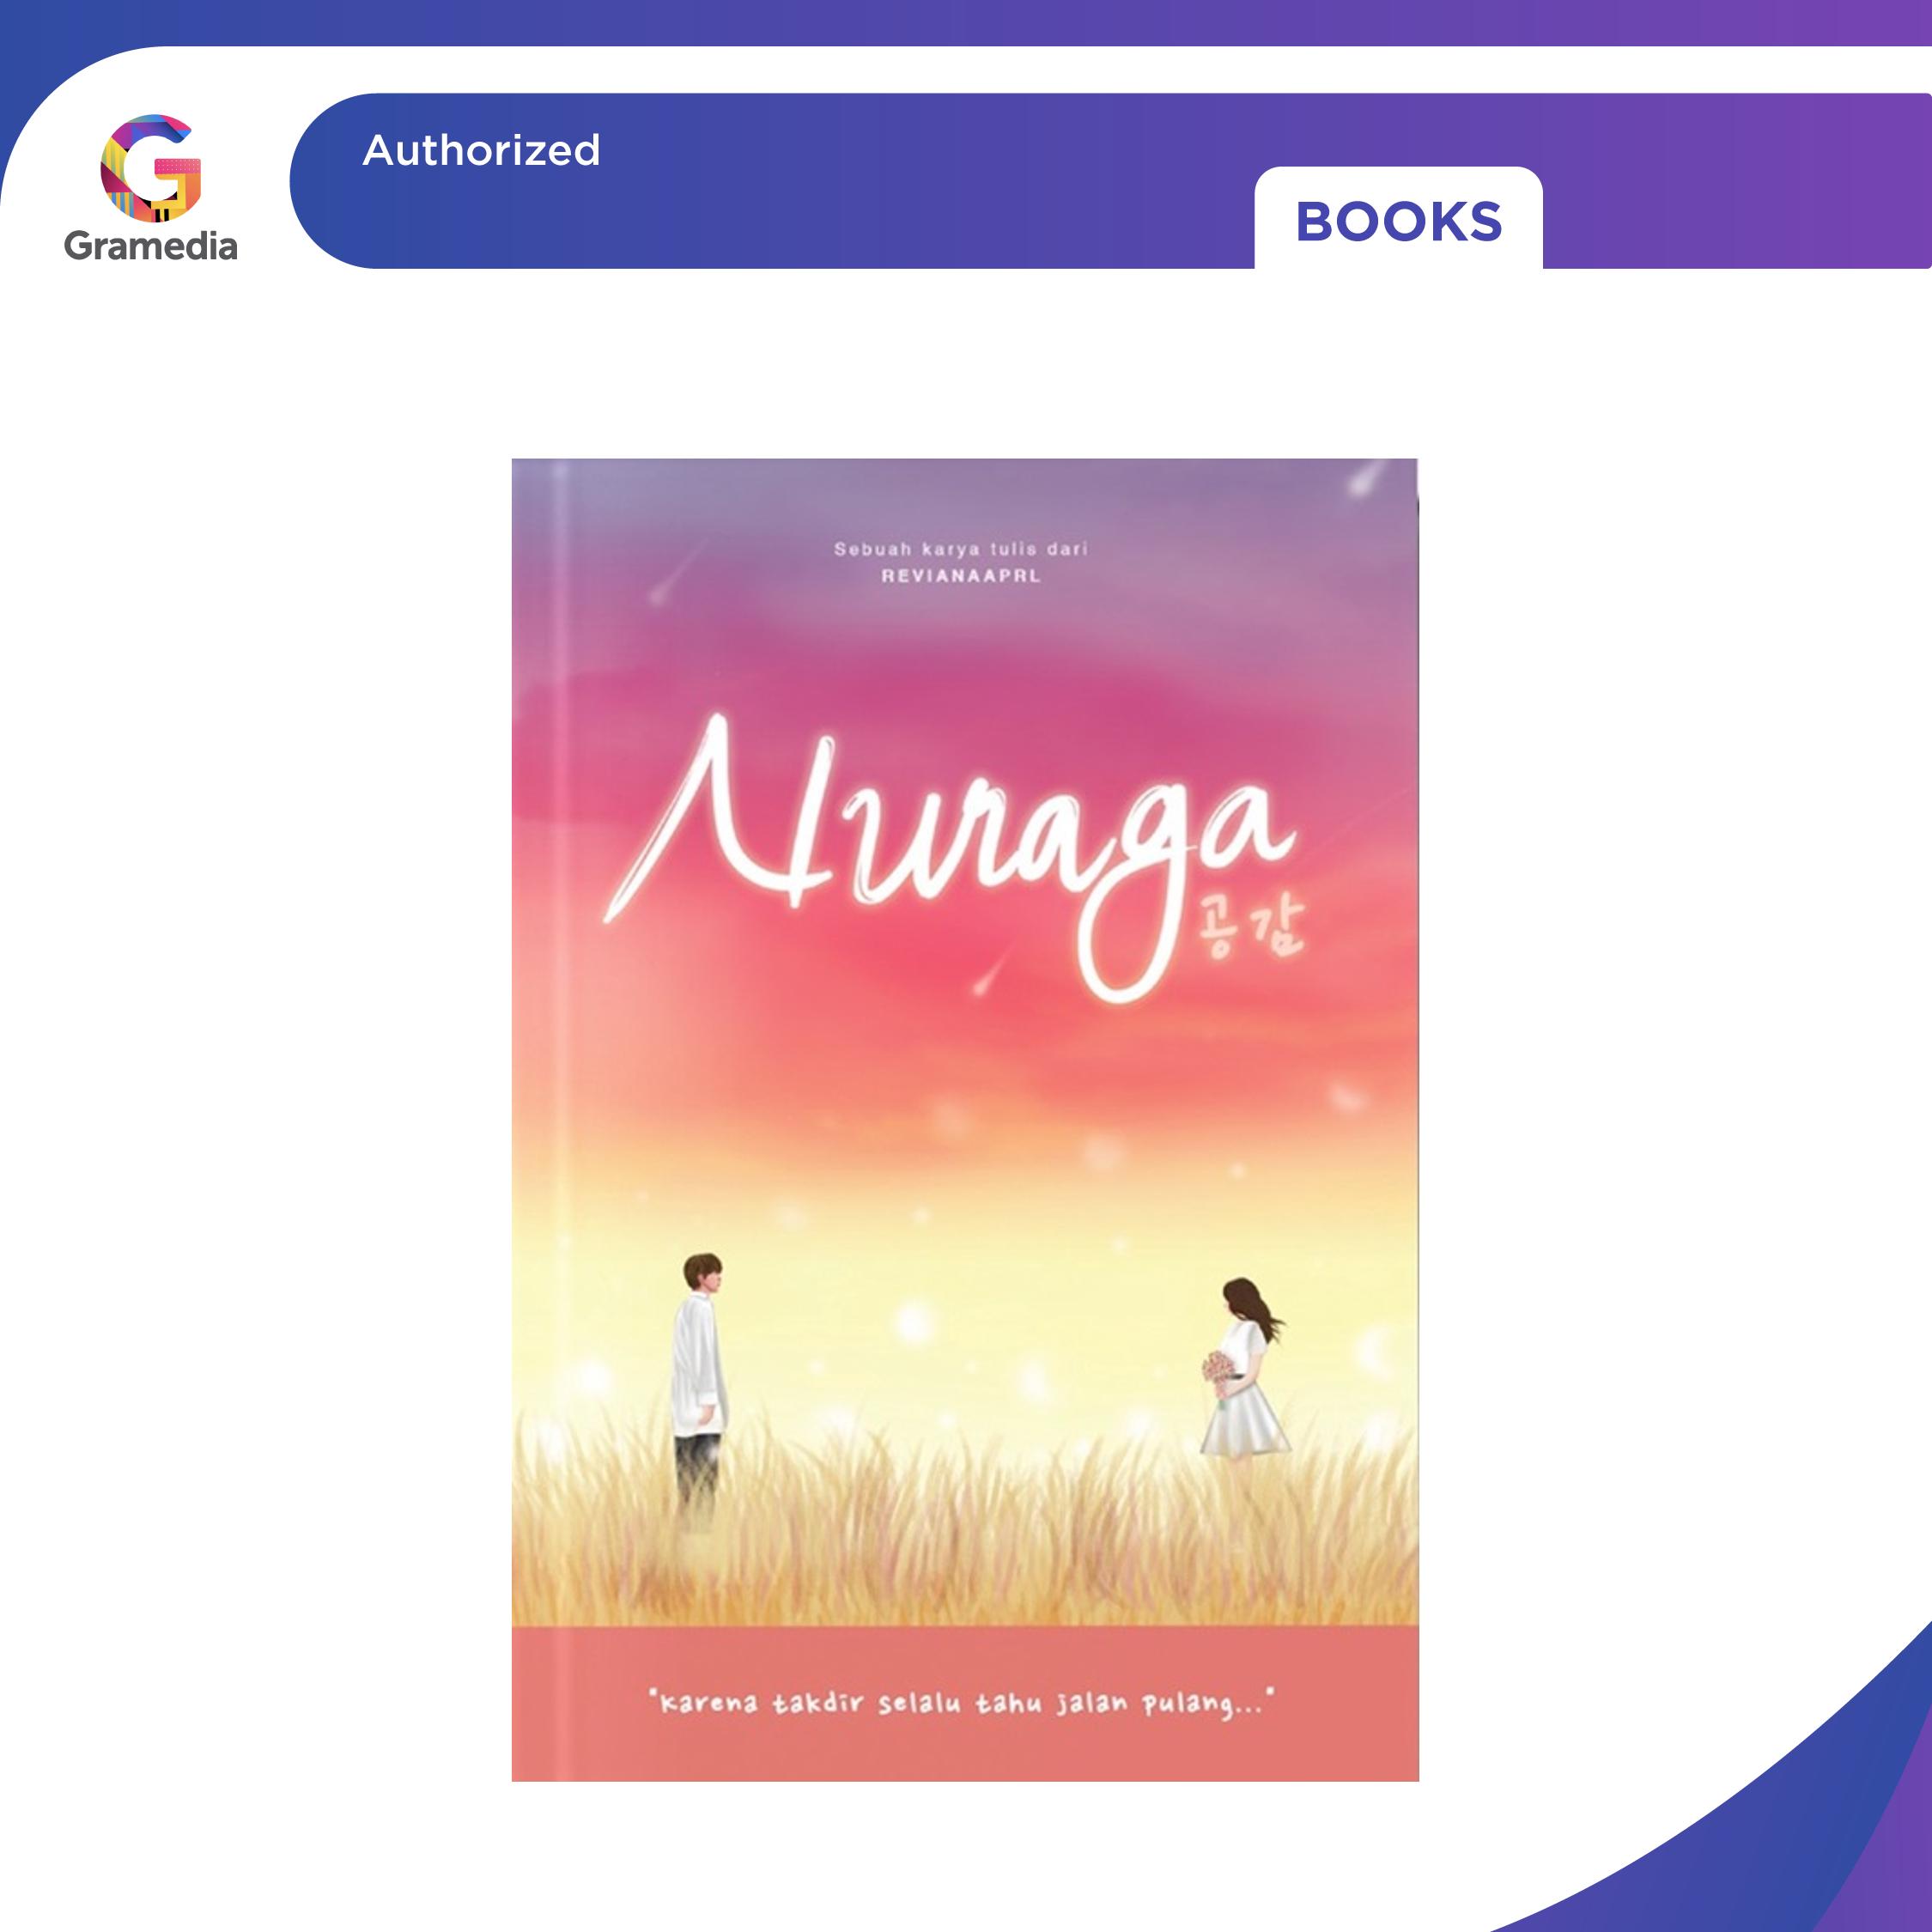 Gramedia
Authorized
BOOKS
Sebuah karya tulis dari
REVIANAAPRL
Nuraga
공감
"karena takdir selalu tahu jalan pulang..."